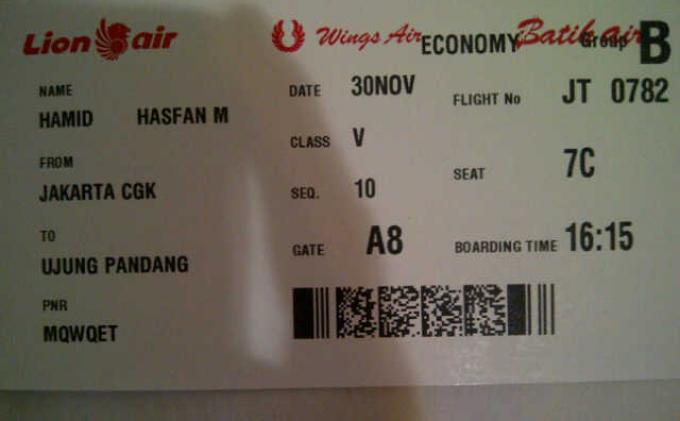 Lion air Wings Air ECONOMY Batik air Group B
NAME DATE 30NOV FLIGHT No JT 0782
HAMID HASFAN M
CLASS V
FROM SEAT 7C
JAKARTA CGK SEQ. 10
TO GATE A8 BOARDING TIME 16:15
UJUNG PANDANG
PNR
MQWQET